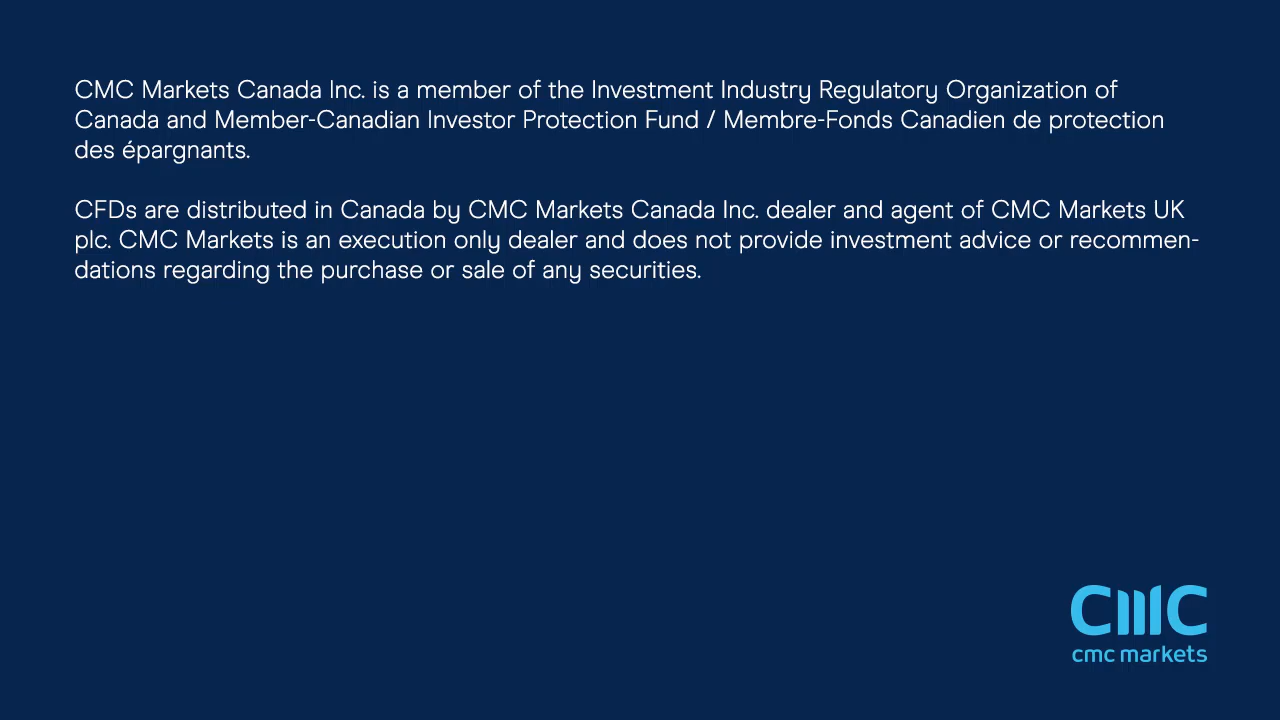 CMC Markets Canada Inc. is a member of the Investment Industry Regulatory Organization of
Canada and Member-Canadian Investor Protection Fund / Membre-Fonds Canadien de protection
des épargnants.
CFDs are distributed in Canada by CMC Markets Canada Inc. dealer and agent of CMC Markets UK
plc. CMC Markets is an execution only dealer and does not provide investment advice or recommen-
dations regarding the purchase or sale of any securities.
CMC
cmc markets